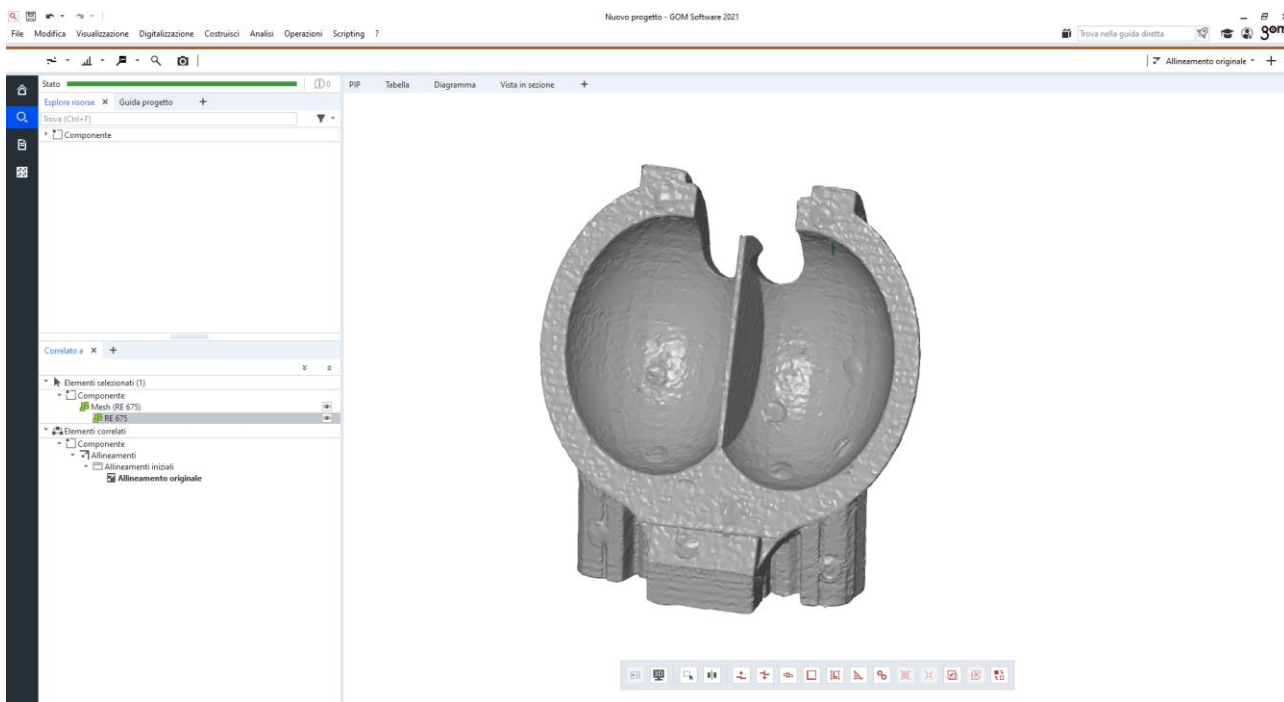 Nuovo progetto - GOM Software 2021
File Modifica Visualizzazione Digitalizzazione Costruisci Analisi Operazioni Scripting ?
Trova nella guida diretta
gom
Allineamento originale
Stato
0
PIP Tabella Diagramma Vista in sezione +
Esplora risorse Guida progetto +
Trova (Ctrl+F)
Componente
Correlato a +
Elementi selezionati (1)
Componente
Mesh (RE 675)
RE 675
Elementi correlati
Componente
Allineamenti
Allineamenti iniziali
Allineamento originale